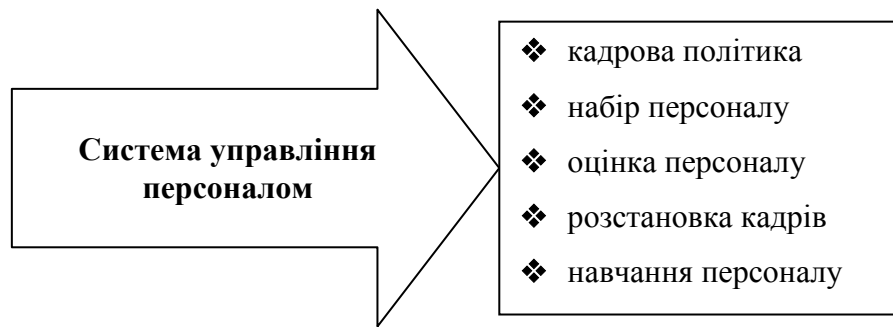 Система управління
персоналом
❖ кадрова політика
❖ набір персоналу
❖ оцінка персоналу
❖ розстановка кадрів
❖ навчання персоналу